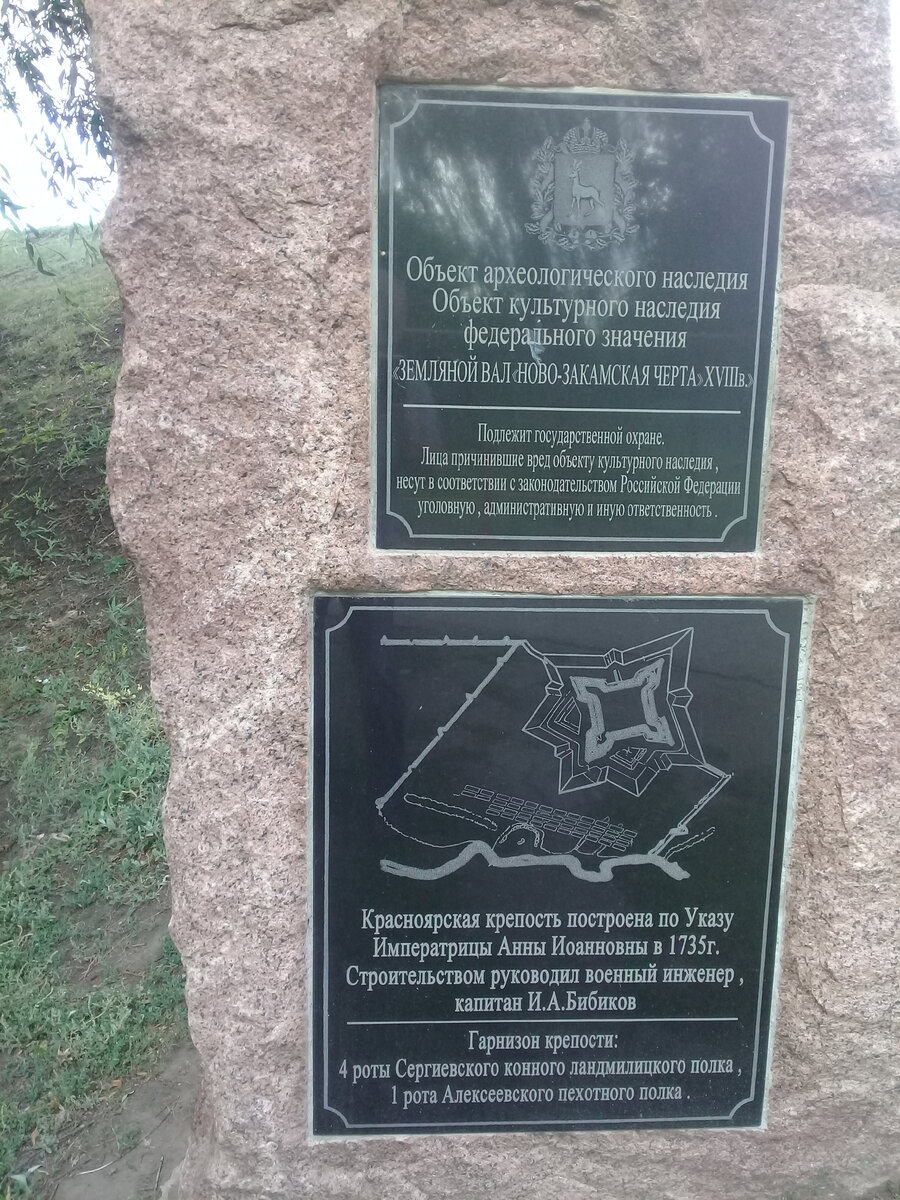 Объект археологического наследия
Объект культурного наследия
федерального значения
«ЗЕМЛЯНОЙ ВАЛ «НОВО-ЗАКАМСКАЯ ЧЕРТА» XVIIIв.»
Подлежит государственной охране.
Лица причинившие вред объекту культурного наследия ,
несут в соответствии с законодательством Российской Федерации
уголовную , административную и иную ответственность .
Красноярская крепость построена по Указу
Императрицы Анны Иоанновны в 1735г.
Строительством руководил военный инженер ,
капитан И.А.Бибиков
Гарнизон крепости:
4 роты Сергиевского конного ландмилицкого полка ,
1 рота Алексеевского пехотного полка .